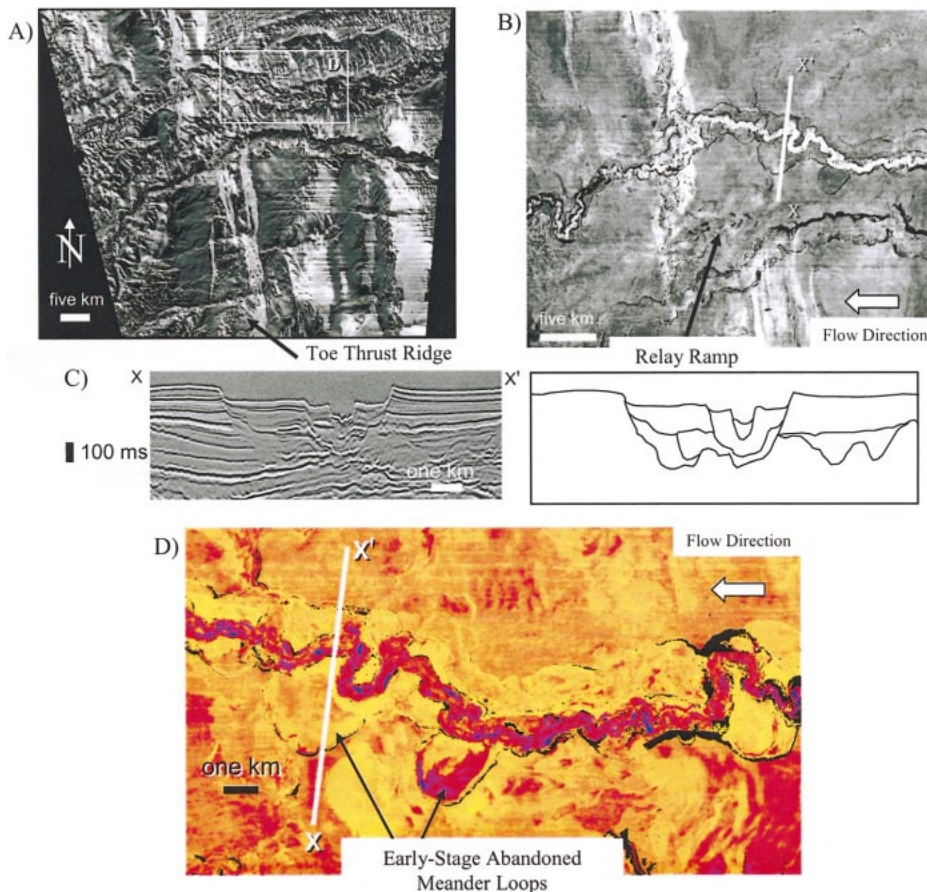 A)
D
N
five km
Toe Thrust Ridge
B)
X'
X
five km
Flow Direction
Relay Ramp
C)
X
X'
100 ms
one km
D)
Flow Direction
X'
one km
X
Early-Stage Abandoned
Meander Loops